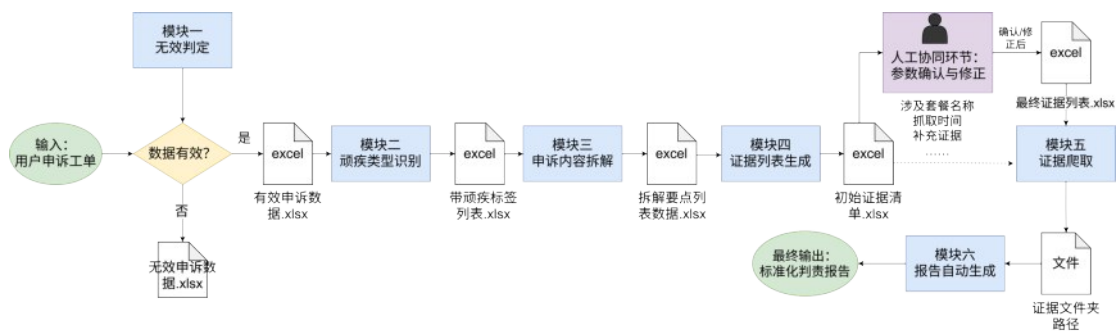 模块一
无效判定
输入：
用户申诉工单
数据有效？
是
否
无效申诉数
据.xlsx
excel
有效申诉数
据.xlsx
模块二
顽疾类型识别
excel
带顽疾标签
列表.xlsx
模块三
申诉内容拆解
excel
拆解要点列
表数据.xlsx
模块四
证据列表生成
excel
初始证据清
单.xlsx
人工协同环节：
参数确认与修正
涉及套餐名称
抓取时间
补充证据
……
确认/修
正后
excel
最终证据列表.xlsx
模块五
证据爬取
文件
证据文件夹
路径
模块六
报告自动生成
最终输出：
标准化判责报告